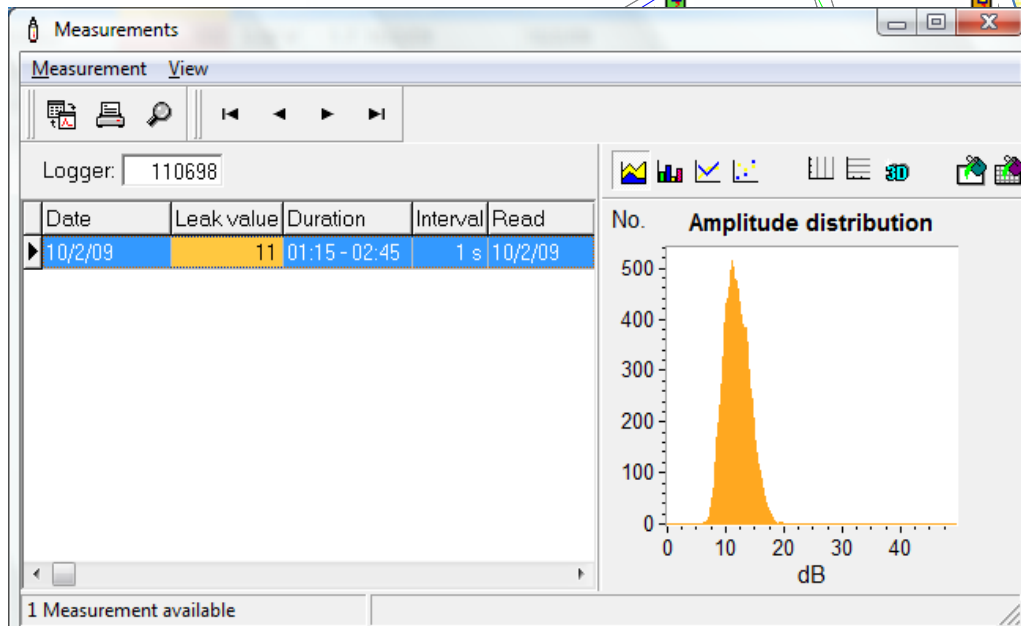 Measurements
Measurement View
Logger: 110698
Date Leak value Duration Interval Read
10/2/09 11 01:15 - 02:45 1 s 10/2/09
3D
No. Amplitude distribution
500
400
300
200
100
0
0 10 20 30 40
dB
1 Measurement available